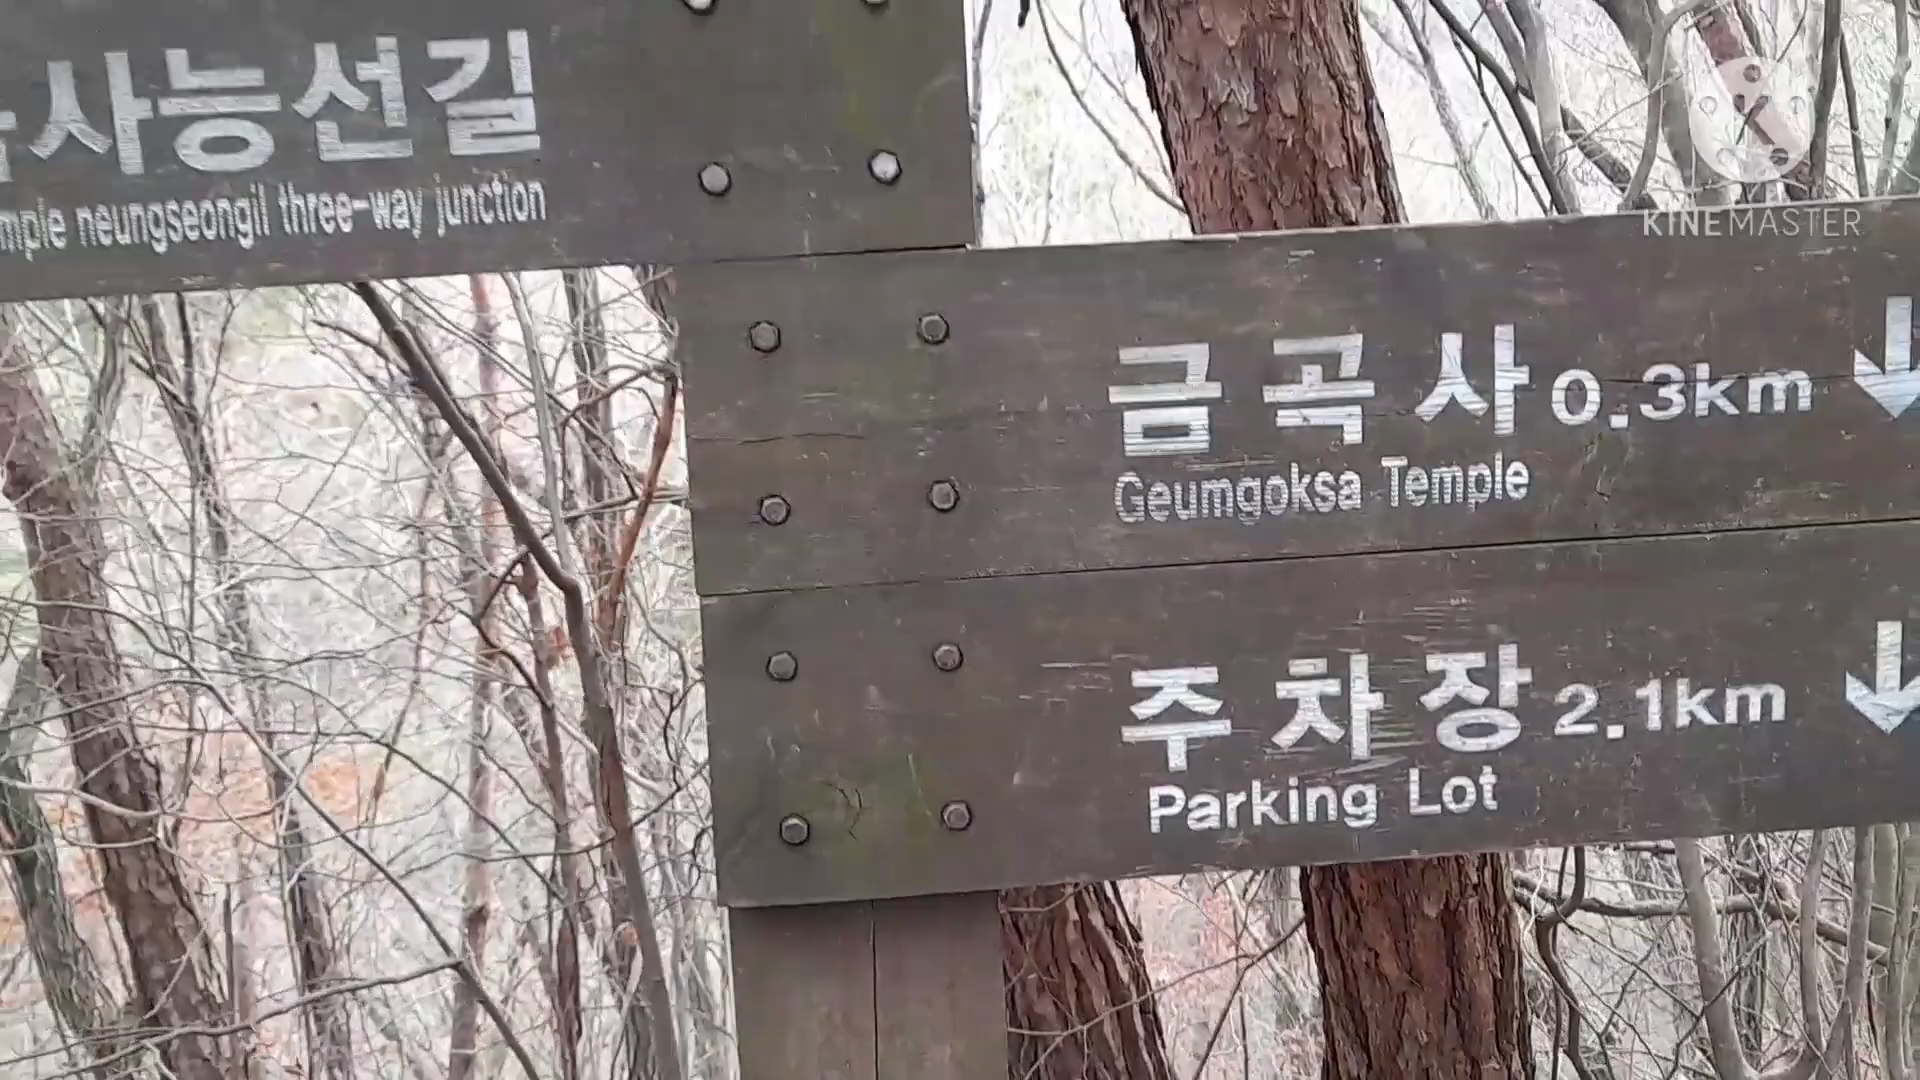 사능선길
neungseongil three-way junction
KINEMASTER
금곡사 0.3km
Geumgoksa Temple
주차장 2.1km
Parking Lot